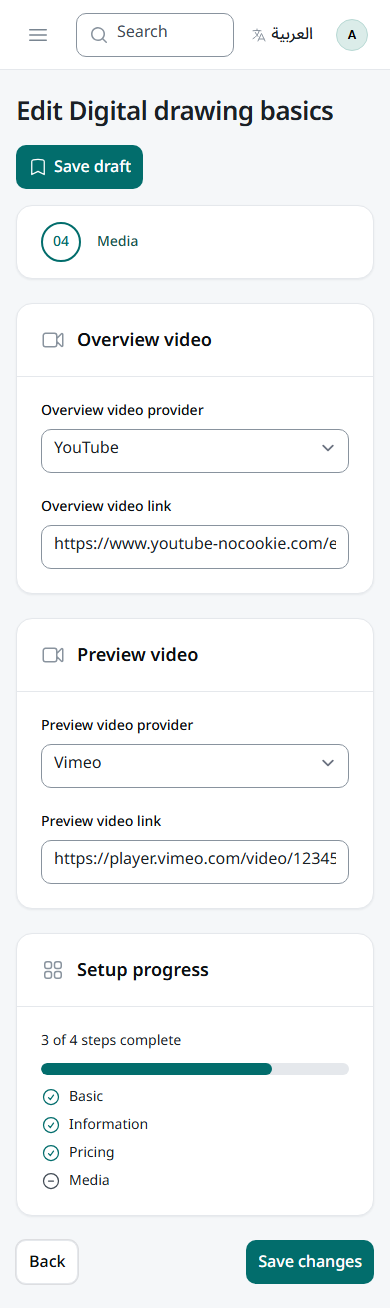 Search
العربية
A
Edit Digital drawing basics
Save draft
04
Media
Overview video
Overview video provider
YouTube
Overview video link
https://www.youtube-nocookie.com/e
Preview video
Preview video provider
Vimeo
Preview video link
https://player.vimeo.com/video/12345
Setup progress
3 of 4 steps complete
Basic
Information
Pricing
Media
Back
Save changes